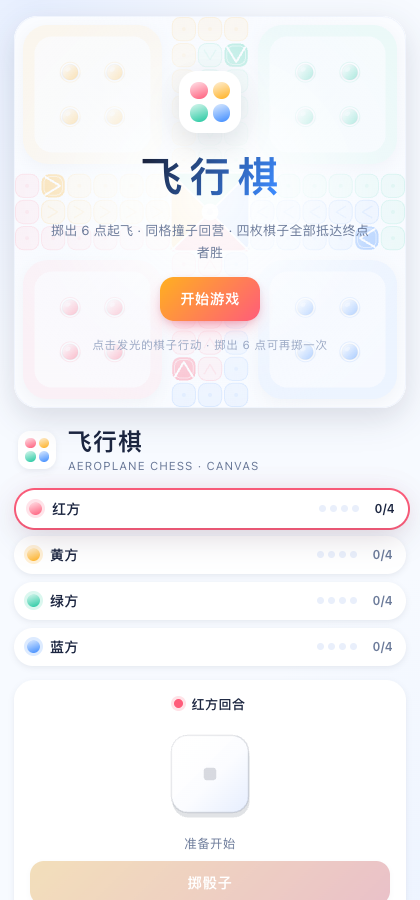 飞行棋
掷出 6 点起飞 · 同格撞子回营 · 四枚棋子全部抵达终点
者胜
开始游戏
点击发光的棋子行动 · 掷出 6 点可再掷一次
飞行棋
AEROPLANE CHESS · CANVAS
红方 0/4
黄方 0/4
绿方 0/4
蓝方 0/4
红方回合
准备开始
掷骰子